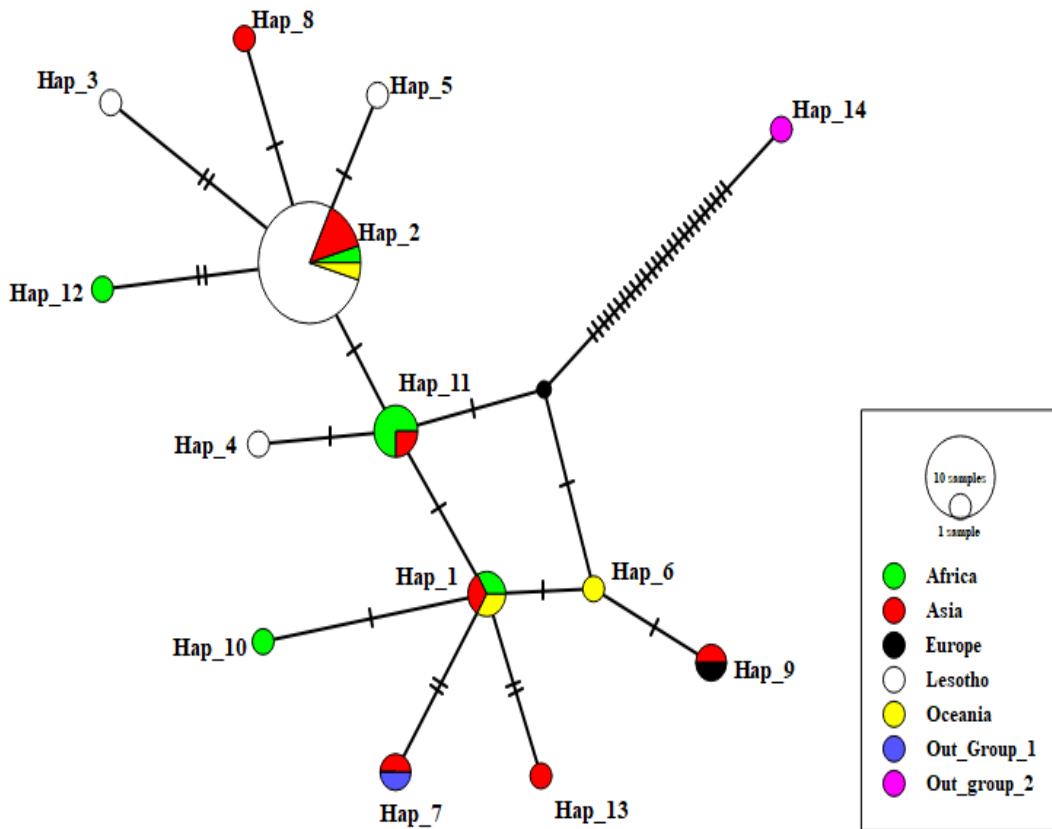 Hap_8
Hap_3
Hap_5
Hap_14
Hap_2
Hap_12
Hap_11
Hap_4
Hap_1
Hap_6
Hap_10
Hap_9
Hap_7
Hap_13
10 samples
1 sample
Africa
Asia
Europe
Lesotho
Oceania
Out_Group_1
Out_group_2